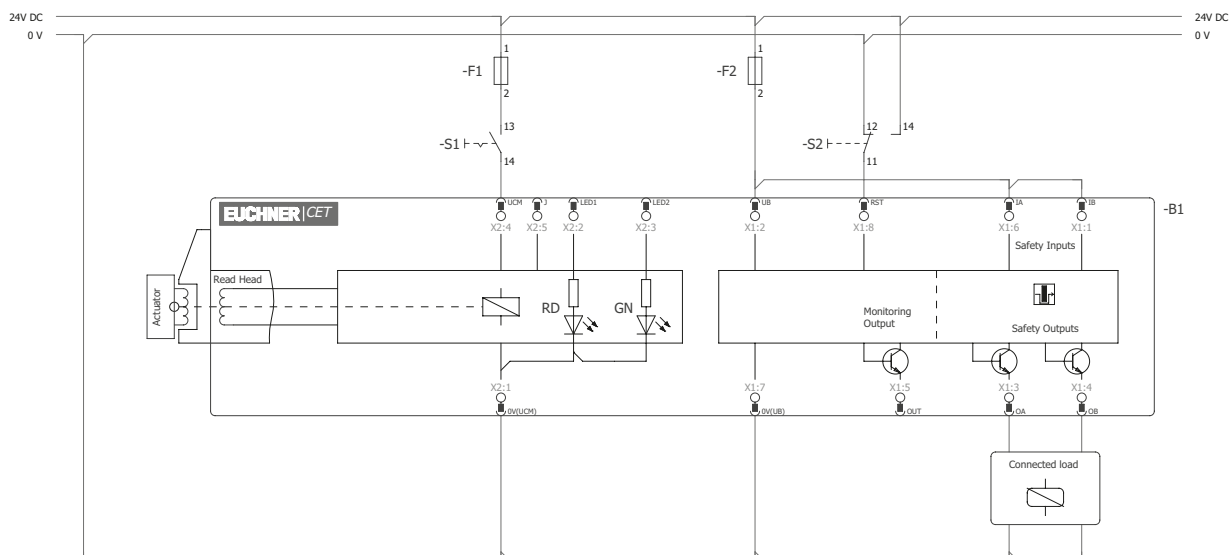 24V DC 24V DC
0 V 0 V
1 1
-F1 -F2
2 2
13 12 14
-S1 -S2
14 11
EUCHNER CET UCM J LED1 LED2 UB RST IA IB -B1
X2:4 X2:5 X2:2 X2:3 X1:2 X1:8 X1:6 X1:1
Safety Inputs
Read Head
Actuator
RD GN
Monitoring
Output Safety Outputs
X2:1 X1:7 X1:5 X1:3 X1:4
0V(UCM) 0V(UB) OUT OA OB
Connected load